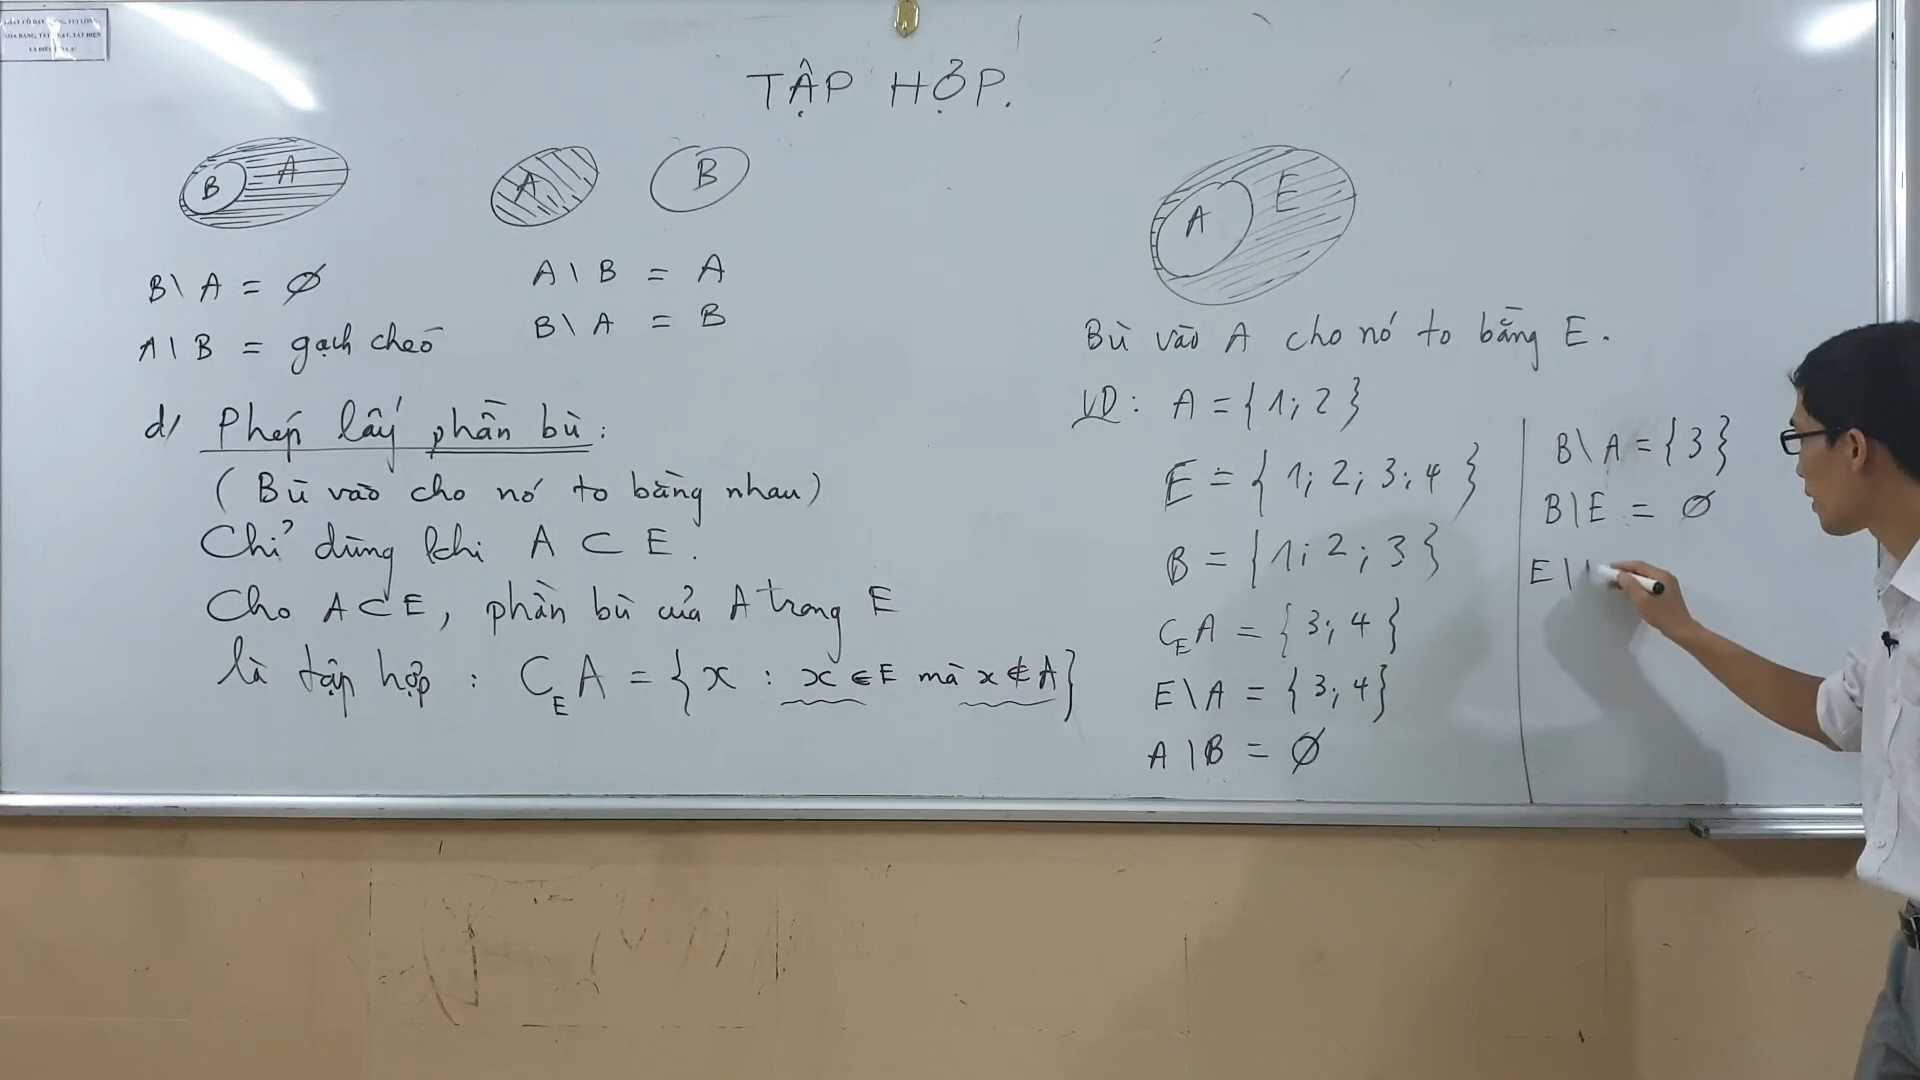 TẬP HỢP.
B A
A B
A E
B \ A = ∅
A \ B = gạch chéo
A \ B = A
B \ A = B
d/ Phép lấy phần bù :
( Bù vào cho nó to bằng nhau )
Chỉ dùng khi A ⊂ E .
Cho A ⊂ E , phần bù của A trong E
là tập hợp : C_E A = { x : x ∈ E mà x ∉ A }
Bù vào A cho nó to bằng E .
VD : A = { 1 ; 2 }
E = { 1 ; 2 ; 3 ; 4 }
B = { 1 ; 2 ; 3 }
C_E A = { 3 ; 4 }
E \ A = { 3 ; 4 }
A \ B = ∅
B \ A = { 3 }
B \ E = ∅
E \